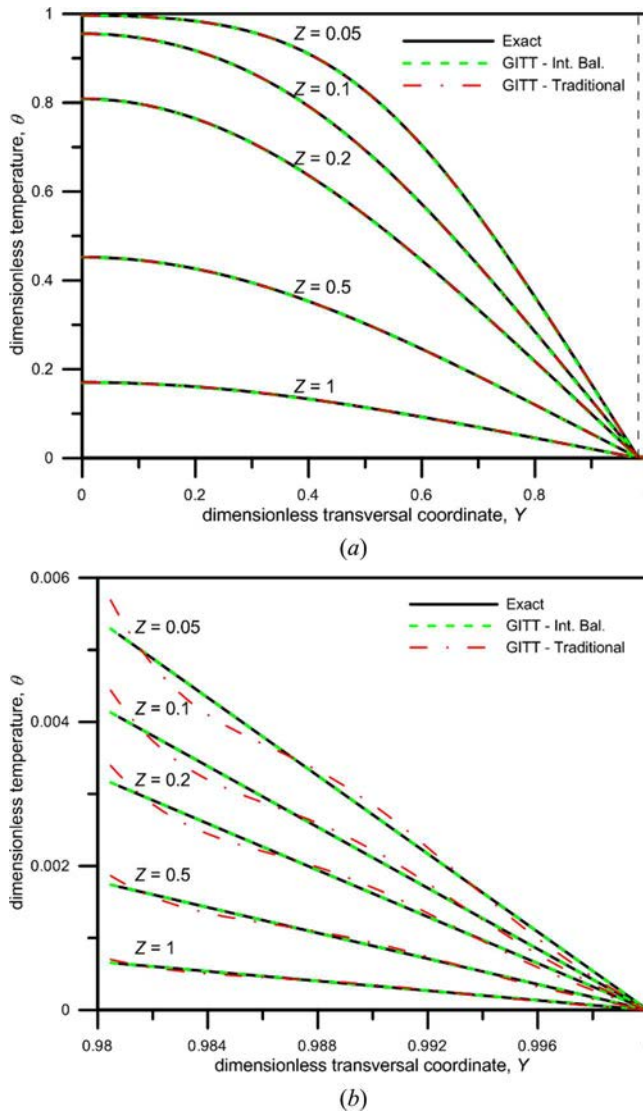 1
Z = 0.05
Exact
GITT - Int. Bal.
GITT - Traditional
Z = 0.1
0.8
Z = 0.2
0.6
dimensionless temperature, θ
Z = 0.5
0.4
0.2
Z = 1
0
0 0.2 0.4 0.6 0.8
dimensionless transversal coordinate, Y
(a)
0.006
Exact
GITT - Int. Bal.
GITT - Traditional
Z = 0.05
0.004
Z = 0.1
dimensionless temperature, θ
Z = 0.2
0.002
Z = 0.5
Z = 1
0
0.98 0.984 0.988 0.992 0.996
dimensionless transversal coordinate, Y
(b)